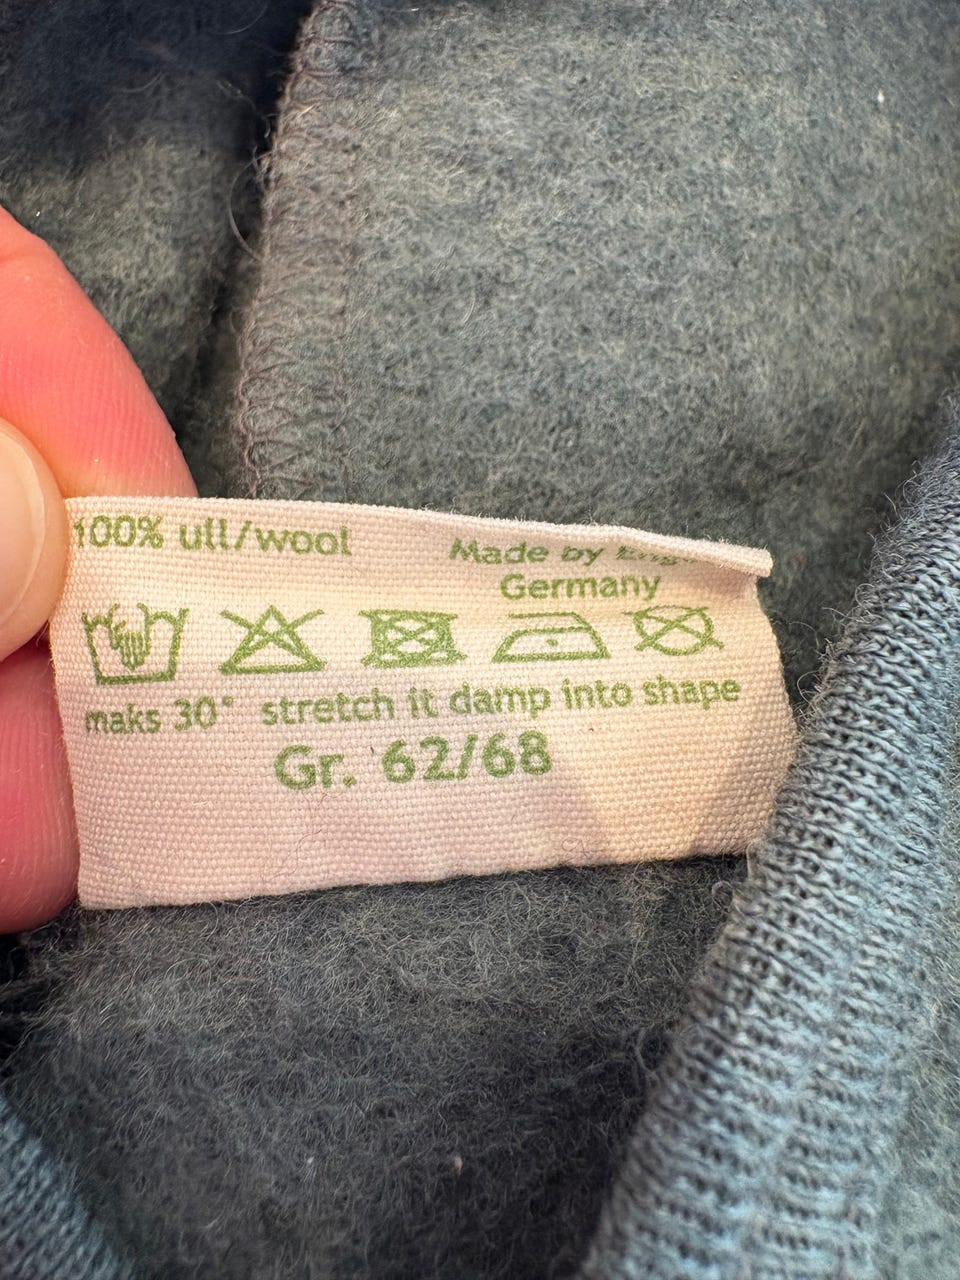 100% ull/wool
Made by
Germany
maks 30° stretch it damp into shape
Gr. 62/68